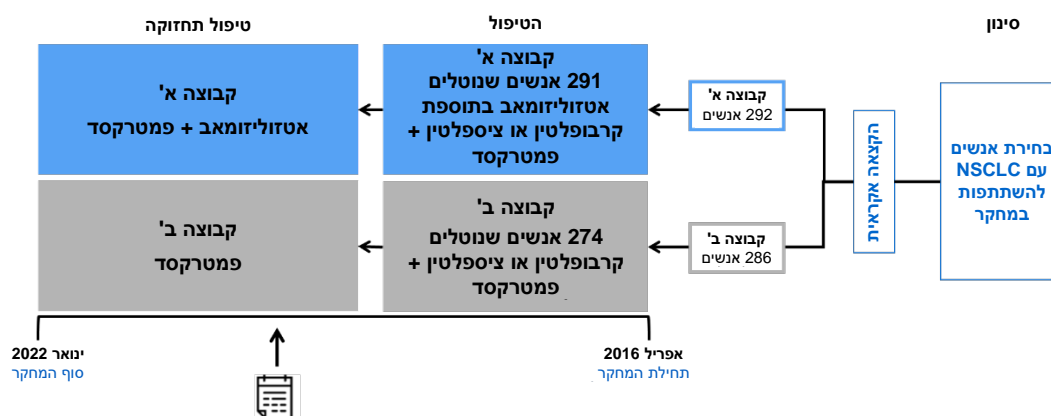 סינון
הטיפול
טיפול תחזוקה
בחירת אנשים
עם NSCLC
להשתתפות
במחקר
הקצאה אקראית
קבוצה א'
292 אנשים
קבוצה א'
291 אנשים שנוטלים
אטזוליזומאב בתוספת
קרבופלטין או ציספלטין +
פמטרקסד
קבוצה א'
אטזוליזומאב + פמטרקסד
קבוצה ב'
286 אנשים
קבוצה ב'
274 אנשים שנוטלים
קרבופלטין או ציספלטין +
פמטרקסד
קבוצה ב'
פמטרקסד
אפריל 2016
תחילת המחקר
ינואר 2022
סוף המחקר